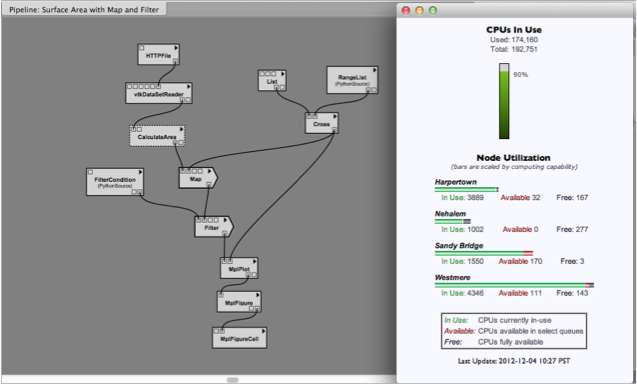 Pipeline: Surface Area with Map and Filter
HTTPFile
vtkDataSetReader
CalculateArea
List
RangeList
(PythonSource)
Cross
FilterCondition
(PythonSource)
Map
Filter
MplPlot
MplFigure
MplFigureCell
CPUs In Use
Used: 174,160
Total: 192,751
90%
Node Utilization
(bars are scaled by computing capability)
Harpertown
In Use: 3889 Available 32 Free: 167
Nehalem
In Use: 1002 Available 0 Free: 277
Sandy Bridge
In Use: 1550 Available 170 Free: 3
Westmere
In Use: 4346 Available 111 Free: 143
In Use: CPUs currently in-use
Available: CPUs available in select queues
Free: CPUs fully available
Last Update: 2012-12-04 10:27 PST